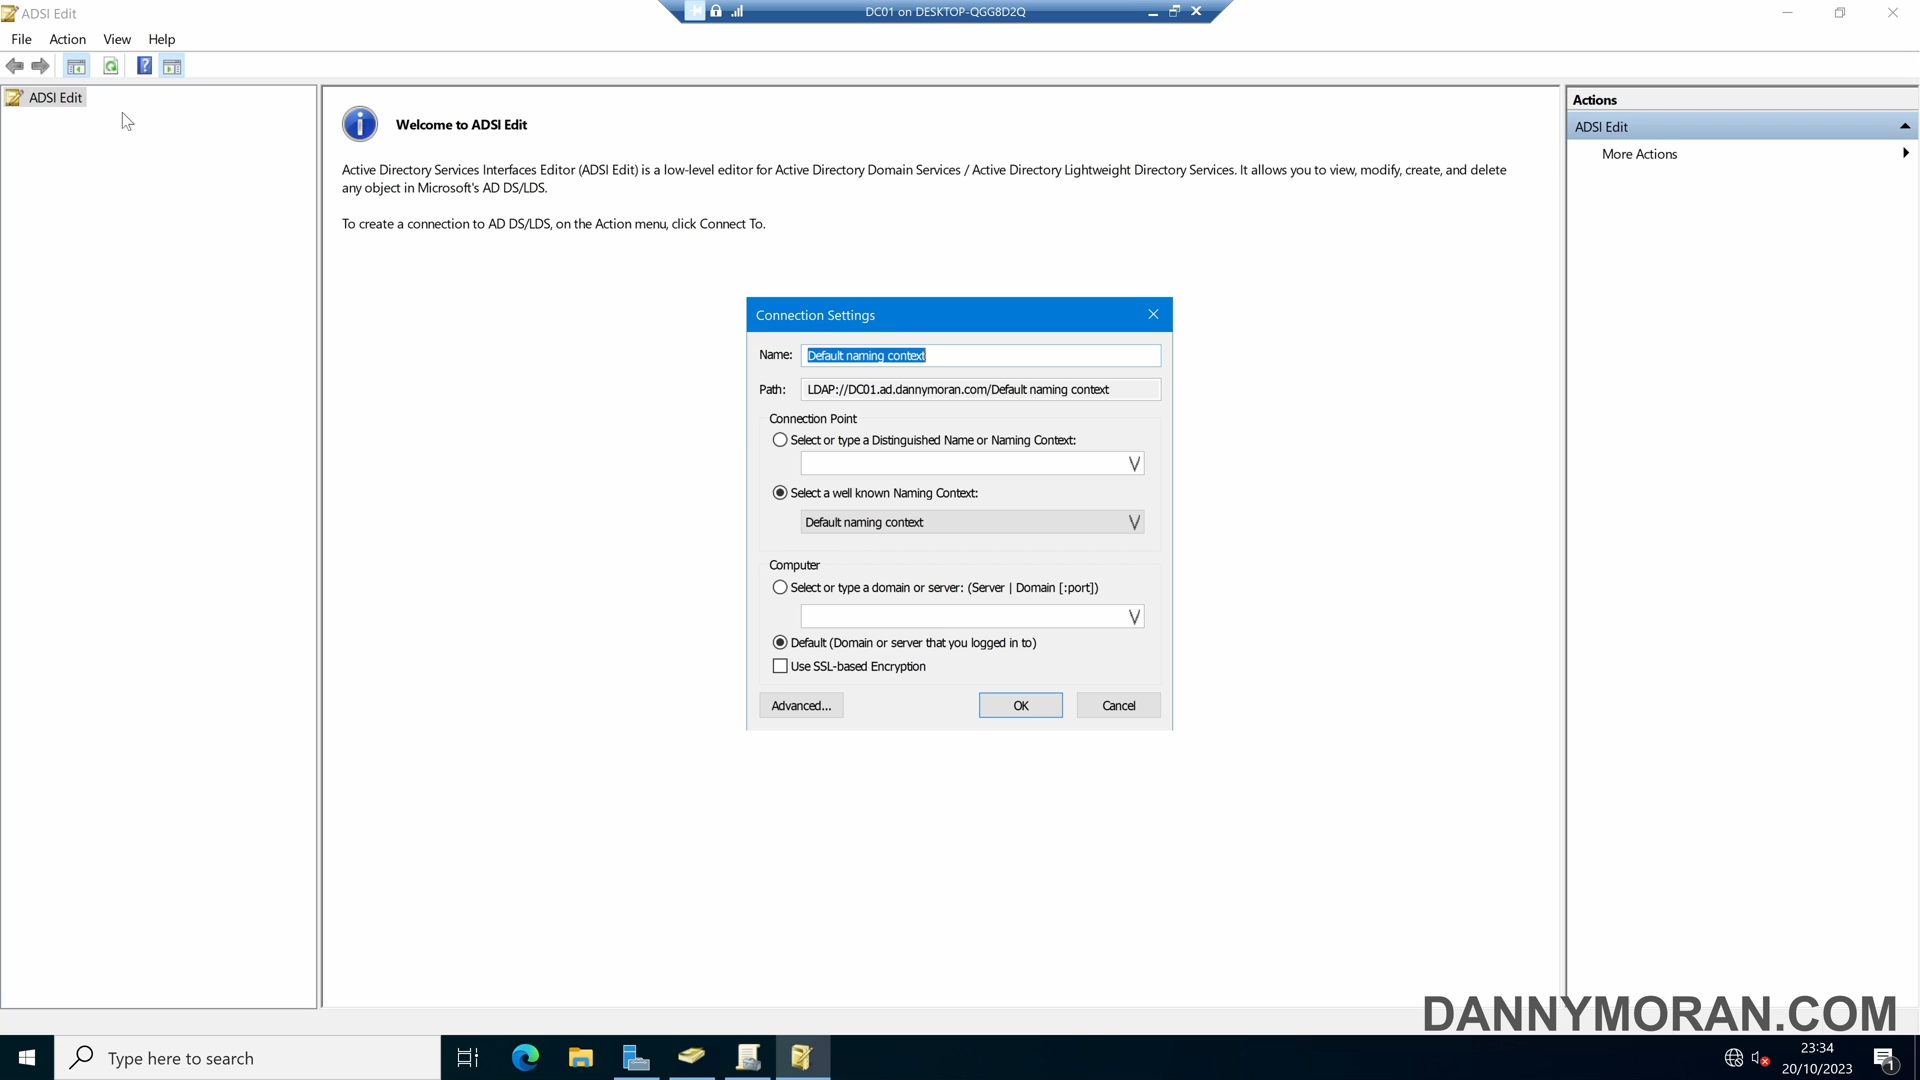 ADSI Edit
DC01 on DESKTOP-QGG8D2Q
File Action View Help
ADSI Edit
Welcome to ADSI Edit
Active Directory Services Interfaces Editor (ADSI Edit) is a low-level editor for Active Directory Domain Services / Active Directory Lightweight Directory Services. It allows you to view, modify, create, and delete
any object in Microsoft's AD DS/LDS.
To create a connection to AD DS/LDS, on the Action menu, click Connect To.
Actions
ADSI Edit
More Actions
Connection Settings
Name: Default naming context
Path: LDAP://DC01.ad.dannymoran.com/Default naming context
Connection Point
Select or type a Distinguished Name or Naming Context:
Select a well known Naming Context:
Default naming context
Computer
Select or type a domain or server: (Server | Domain [:port])
Default (Domain or server that you logged in to)
Use SSL-based Encryption
Advanced... OK Cancel
DANNYMORAN.COM
Type here to search
23:34
20/10/2023
1